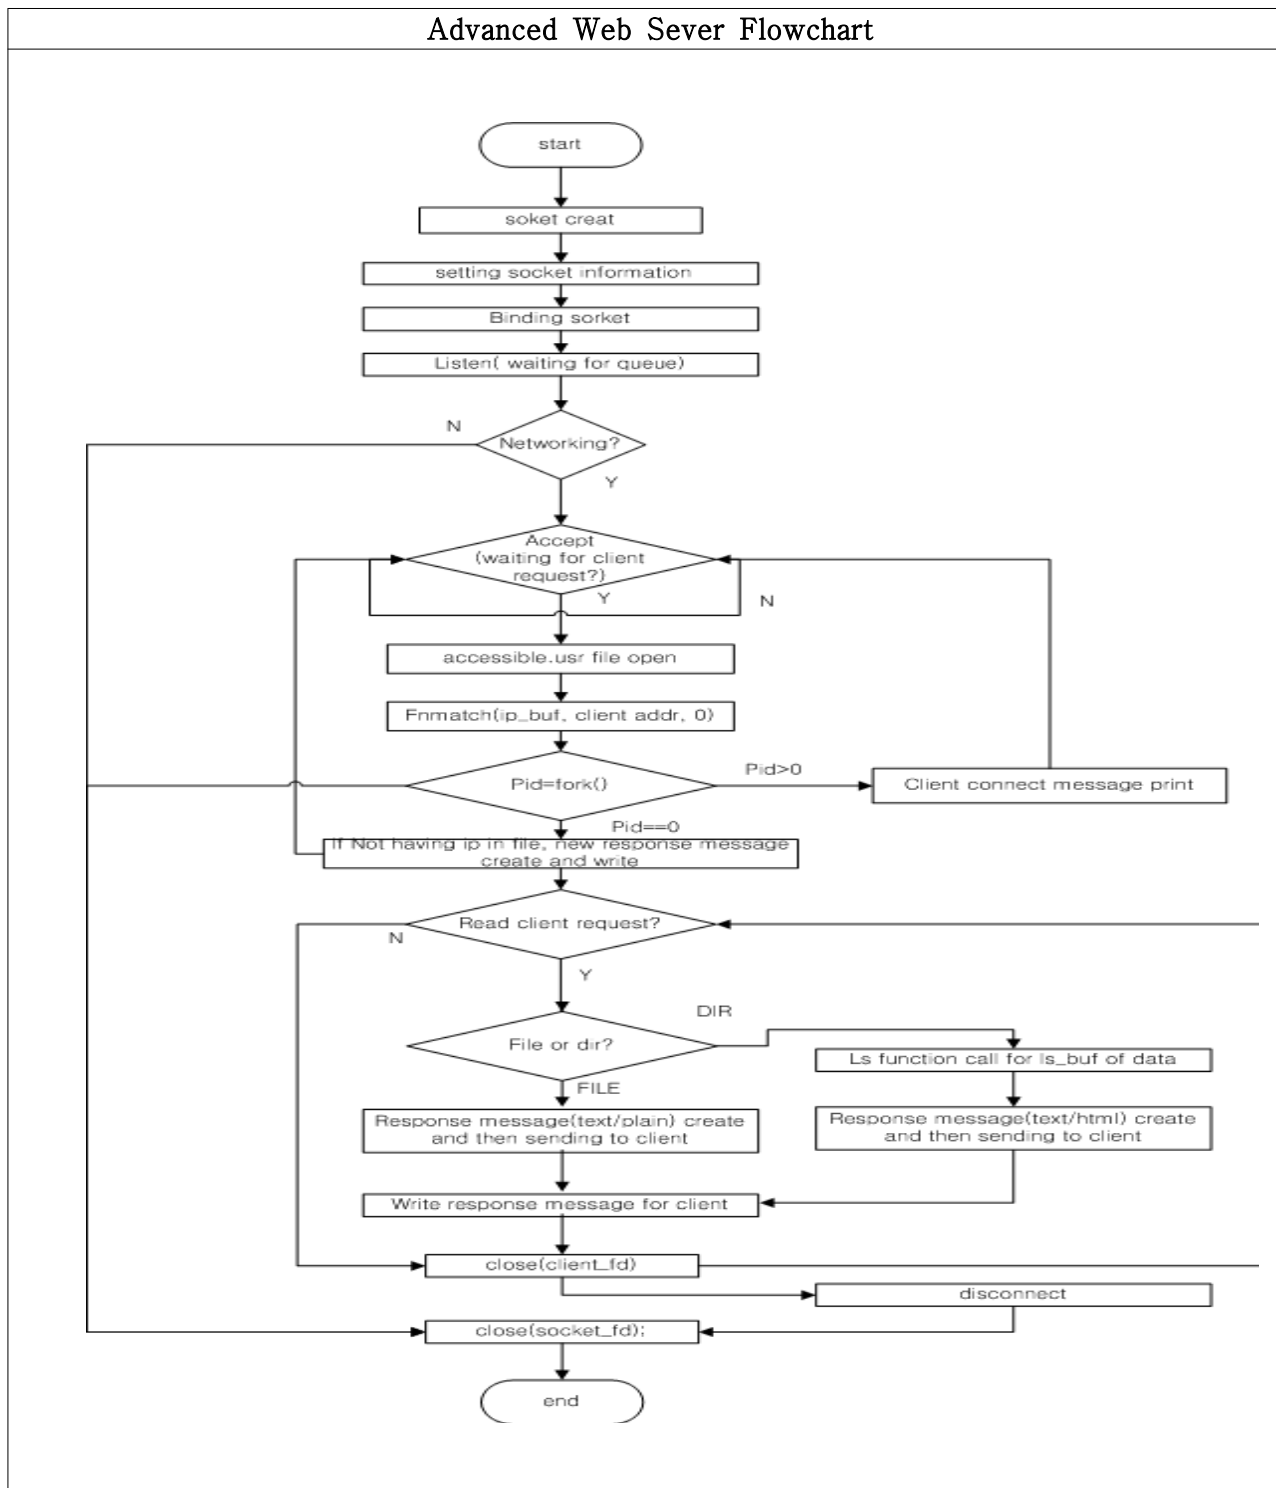 Advanced Web Sever Flowchart
start
soket creat
setting socket information
Binding sorket
Listen( waiting for queue)
N
Networking?
Y
Accept
(waiting for client
request?)
Y
N
accessible.usr file open
Fnmatch(ip_buf, client addr, 0)
Pid=fork()
Pid>0
Client connect message print
Pid==0
If Not having ip in file, new response message
create and write
Read client request?
N
Y
DIR
File or dir?
Ls function call for ls_buf of data
FILE
Response message(text/plain) create
and then sending to client
Response message(text/html) create
and then sending to client
Write response message for client
close(client_fd)
disconnect
close(socket_fd);
end